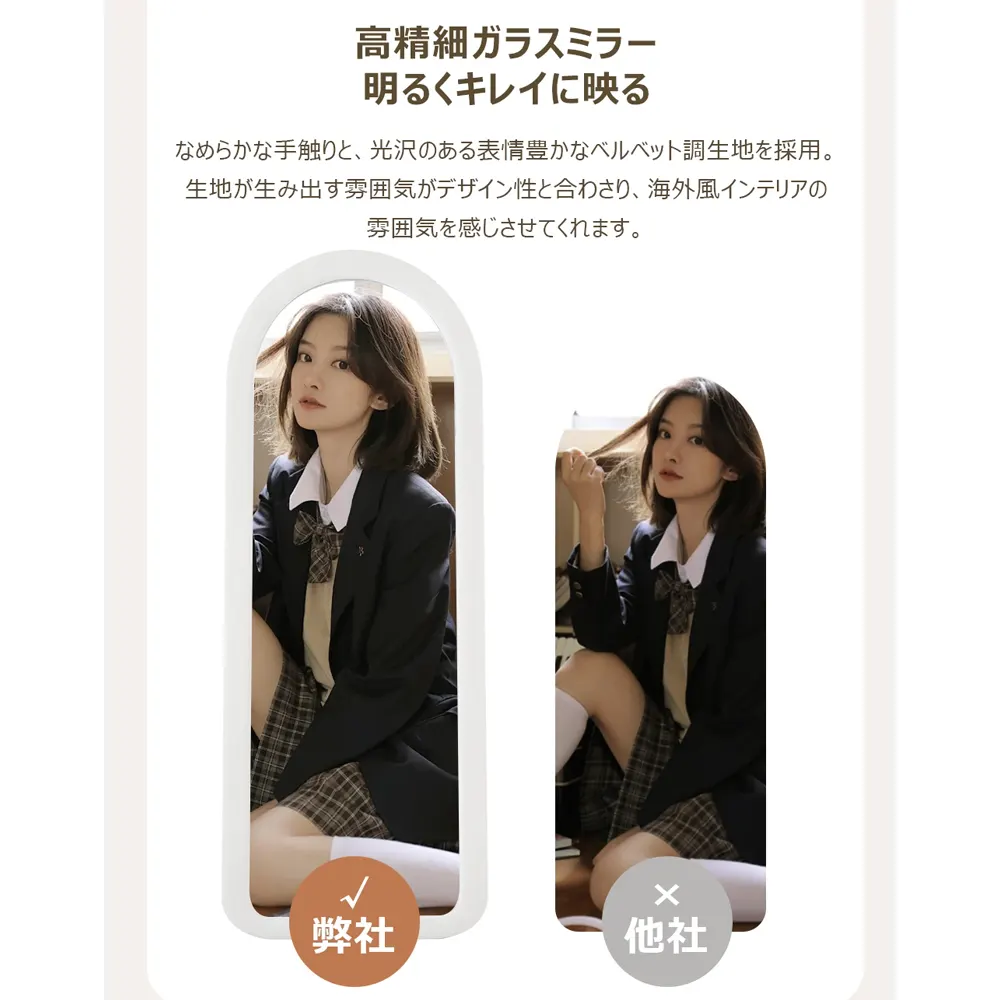 高精細ガラスミラー
明るくキレイに映る
なめらかな手触りと、光沢のある表情豊かなベルベット調生地を採用。
生地が生み出す雰囲気がデザイン性と合わさり、海外風インテリアの
雰囲気を感じさせてくれます。
√
弊社
×
他社